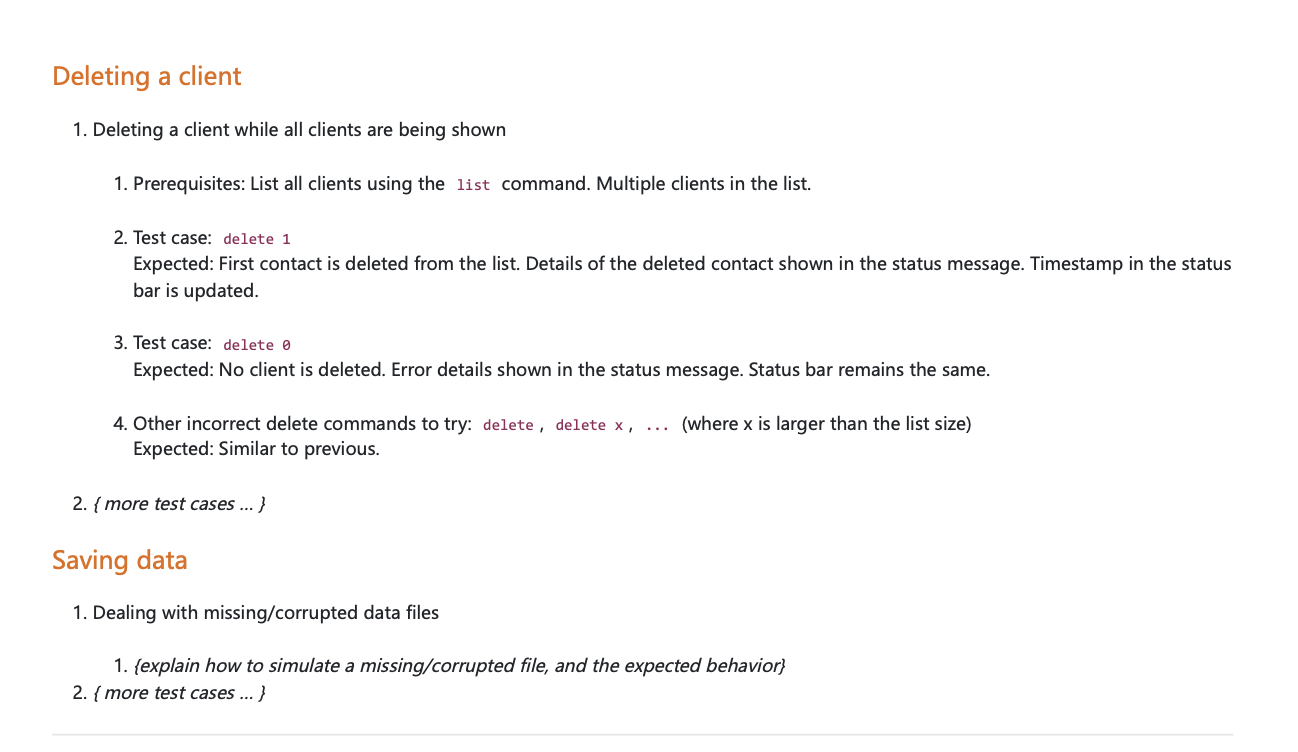 Deleting a client
1. Deleting a client while all clients are being shown
1. Prerequisites: List all clients using the list command. Multiple clients in the list.
2. Test case: delete 1
Expected: First contact is deleted from the list. Details of the deleted contact shown in the status message. Timestamp in the status
bar is updated.
3. Test case: delete 0
Expected: No client is deleted. Error details shown in the status message. Status bar remains the same.
4. Other incorrect delete commands to try: delete, delete x, ... (where x is larger than the list size)
Expected: Similar to previous.
2. { more test cases … }
Saving data
1. Dealing with missing/corrupted data files
1. {explain how to simulate a missing/corrupted file, and the expected behavior}
2. { more test cases … }